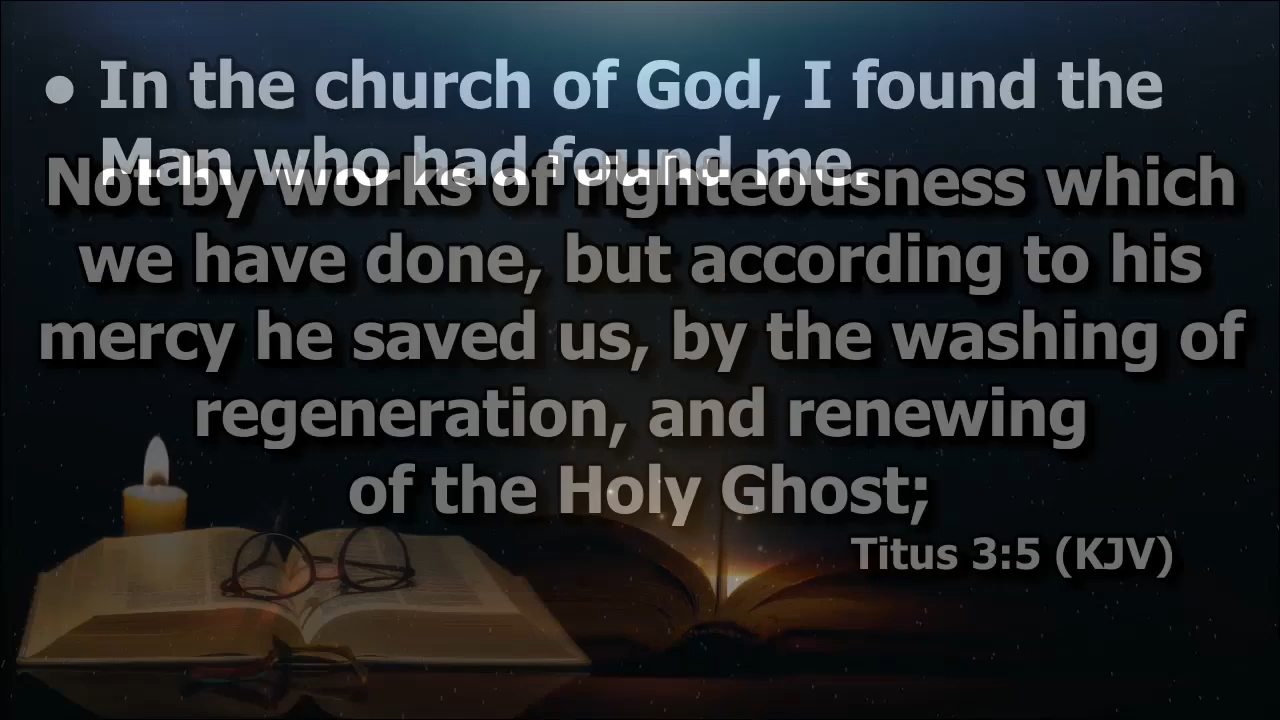 ● In the church of God, I found the
Man who had found me.
Not by works of righteousness which
we have done, but according to his
mercy he saved us, by the washing of
regeneration, and renewing
of the Holy Ghost;
Titus 3:5 (KJV)